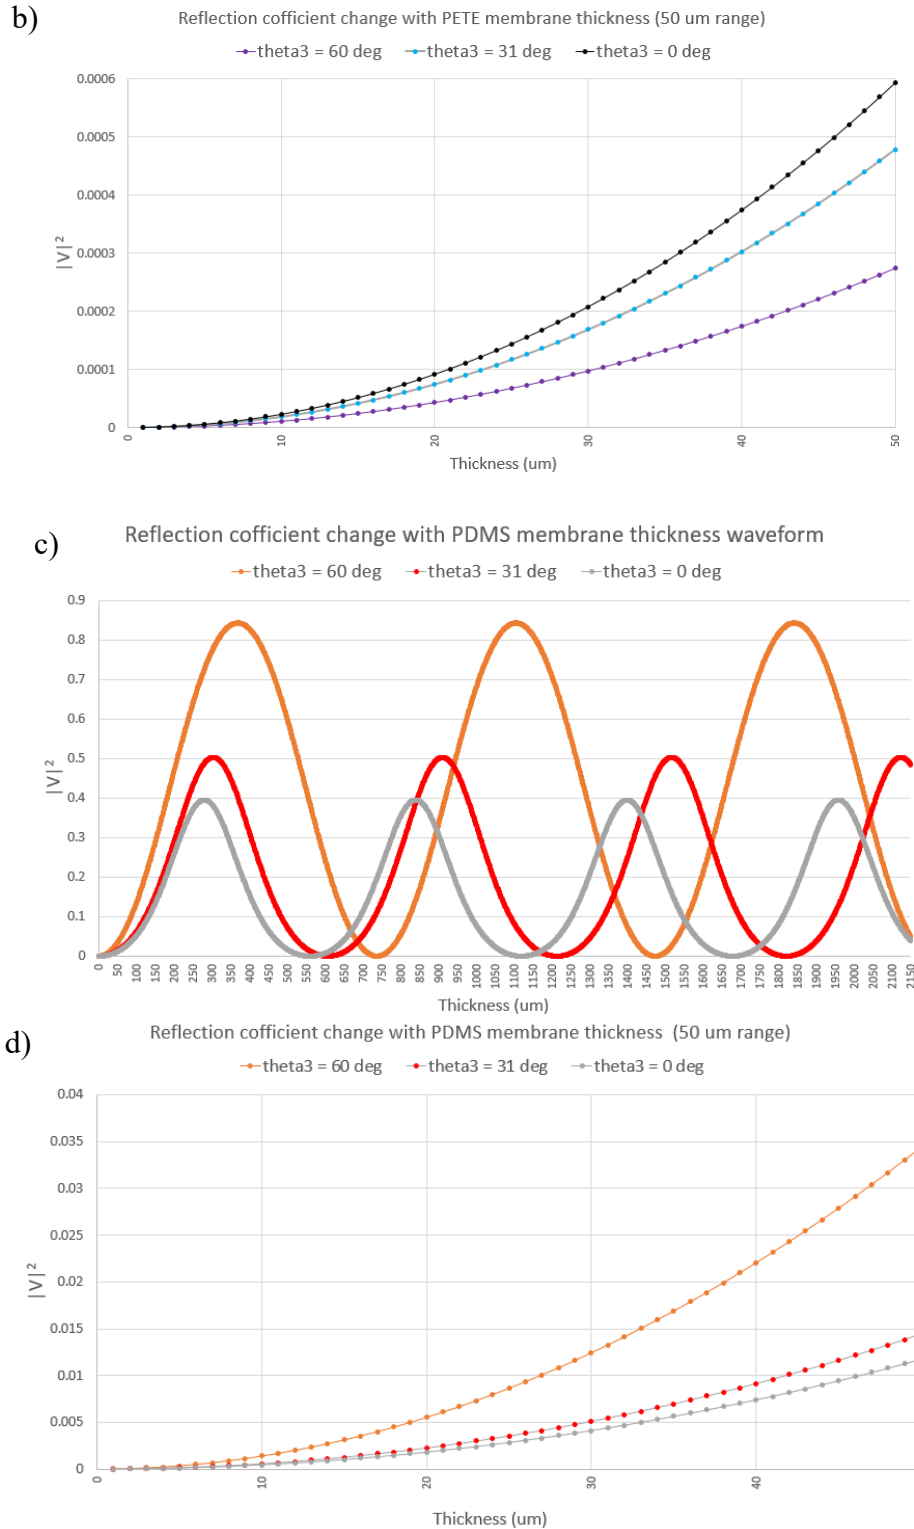 b)
Reflection cofficient change with PETE membrane thickness (50 um range)
theta3 = 60 deg theta3 = 31 deg theta3 = 0 deg
0.0006
0.0005
0.0004
0.0003
0.0002
0.0001
0
|V|²
0 10 20 30 40 50
Thickness (um)
c)
Reflection cofficient change with PDMS membrane thickness waveform
theta3 = 60 deg theta3 = 31 deg theta3 = 0 deg
0.9
0.8
0.7
0.6
0.5
0.4
0.3
0.2
0.1
0
|V|²
0 50 100 150 200 250 300 350 400 450 500 550 600 650 700 750 800 850 900 950 1000 1050 1100 1150 1200 1250 1300 1350 1400 1450 1500 1550 1600 1650 1700 1750 1800 1850 1900 1950 2000 2050 2100 2150
Thickness (um)
d)
Reflection cofficient change with PDMS membrane thickness (50 um range)
theta3 = 60 deg theta3 = 31 deg theta3 = 0 deg
0.04
0.035
0.03
0.025
0.02
0.015
0.01
0.005
0
|V|²
0 10 20 30 40
Thickness (um)